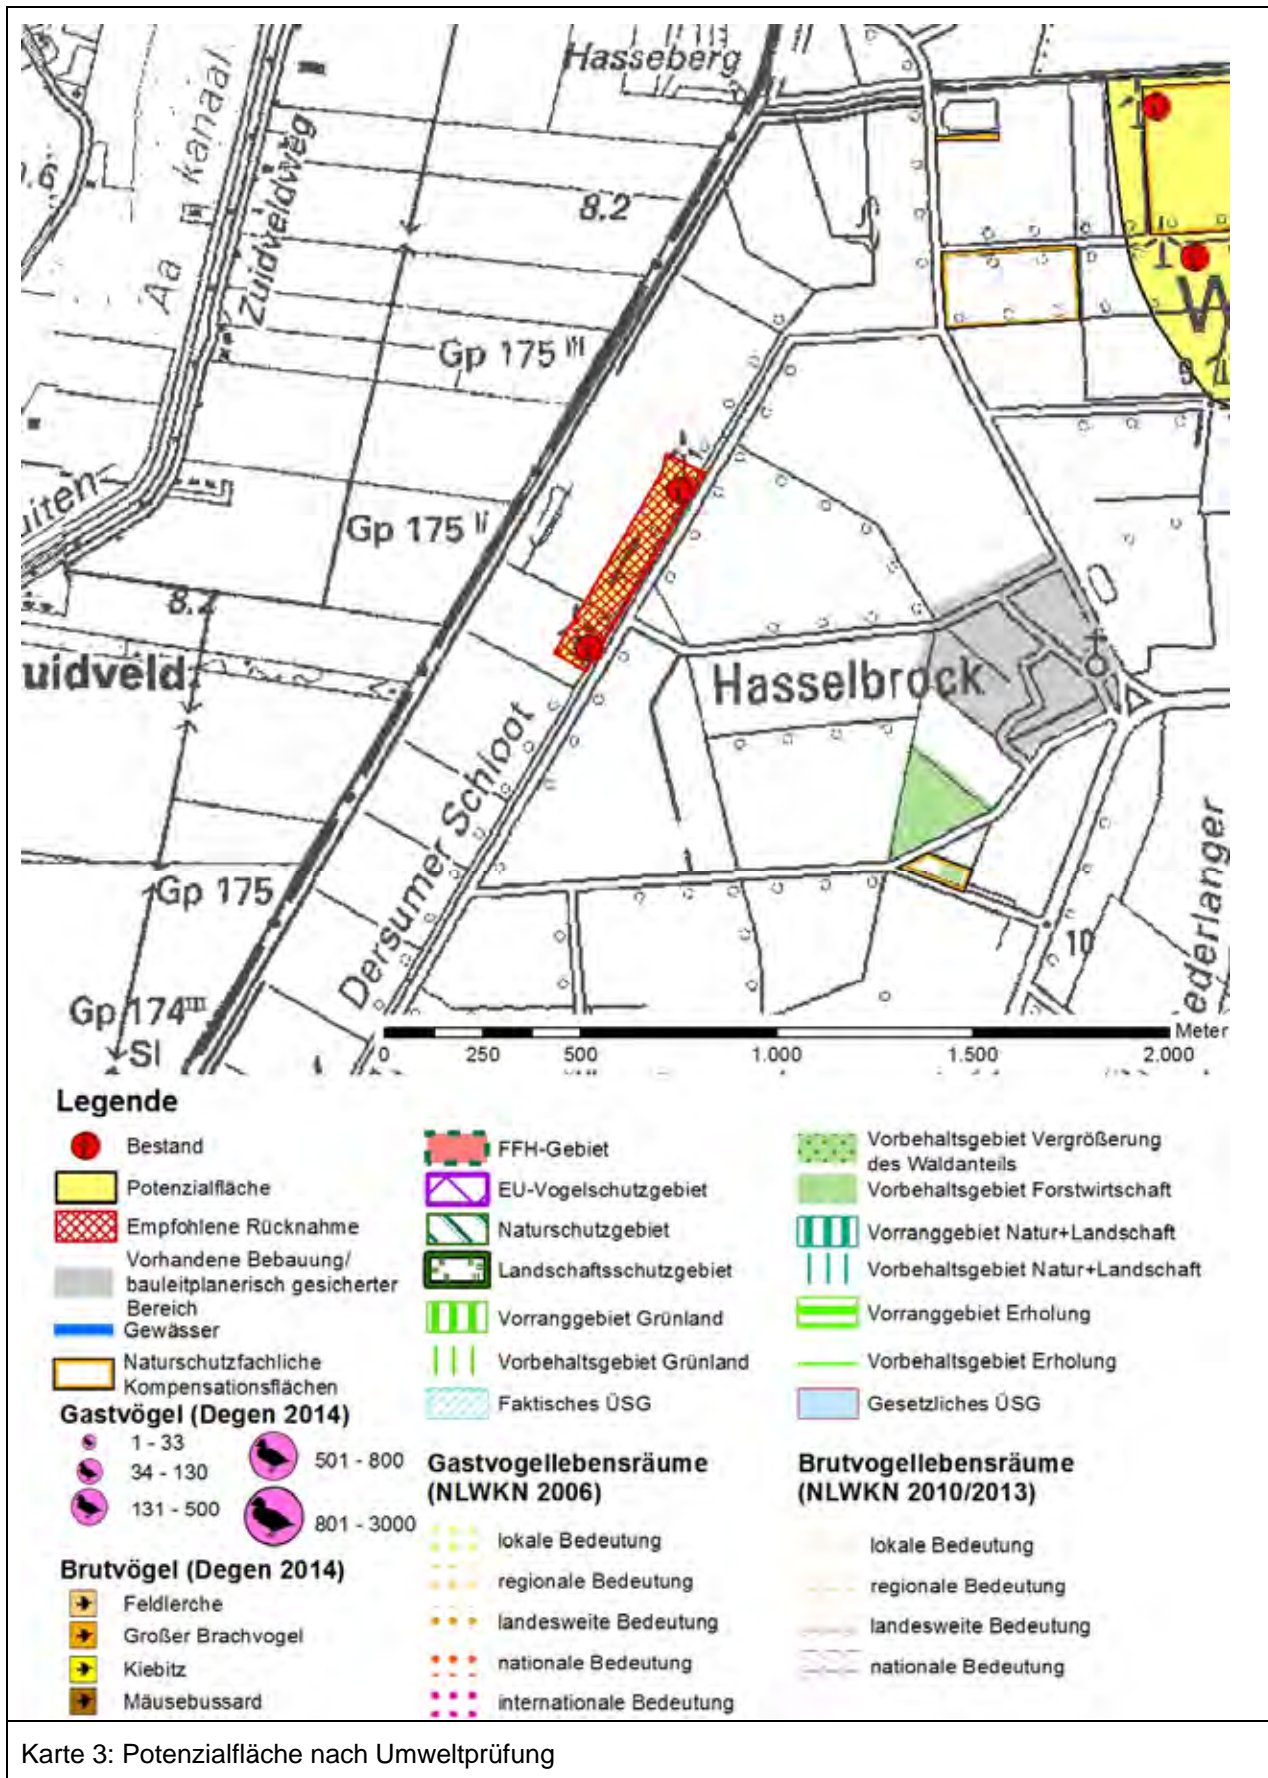 Hasseberg
Aa kanaal
Zuidveldweg
8.2
Gp 175 III
W
9
Gp 175 II
8.2
uidveld
Hasselbrock
Dersumer Schloot
Gp 175
10
ederlanger
Gp 174 III
SI
Meter
0 250 500 1.000 1.500 2.000
Legende
Bestand
Potenzialfläche
Empfohlene Rücknahme
Vorhandene Bebauung/
bauleitplanerisch gesicherter
Bereich
Gewässer
Naturschutzfachliche
Kompensationsflächen
Gastvögel (Degen 2014)
1 - 33
34 - 130
131 - 500
501 - 800
801 - 3000
Brutvögel (Degen 2014)
Feldlerche
Großer Brachvogel
Kiebitz
Mäusebussard
FFH-Gebiet
EU-Vogelschutzgebiet
Naturschutzgebiet
Landschaftsschutzgebiet
Vorranggebiet Grünland
Vorbehaltsgebiet Grünland
Faktisches ÜSG
Gastvogellebensräume
(NLWKN 2006)
lokale Bedeutung
regionale Bedeutung
landesweite Bedeutung
nationale Bedeutung
internationale Bedeutung
Vorbehaltsgebiet Vergrößerung
des Waldanteils
Vorbehaltsgebiet Forstwirtschaft
Vorranggebiet Natur+Landschaft
Vorbehaltsgebiet Natur+Landschaft
Vorranggebiet Erholung
Vorbehaltsgebiet Erholung
Gesetzliches ÜSG
Brutvogellebensräume
(NLWKN 2010/2013)
lokale Bedeutung
regionale Bedeutung
landesweite Bedeutung
nationale Bedeutung
Karte 3: Potenzialfläche nach Umweltprüfung